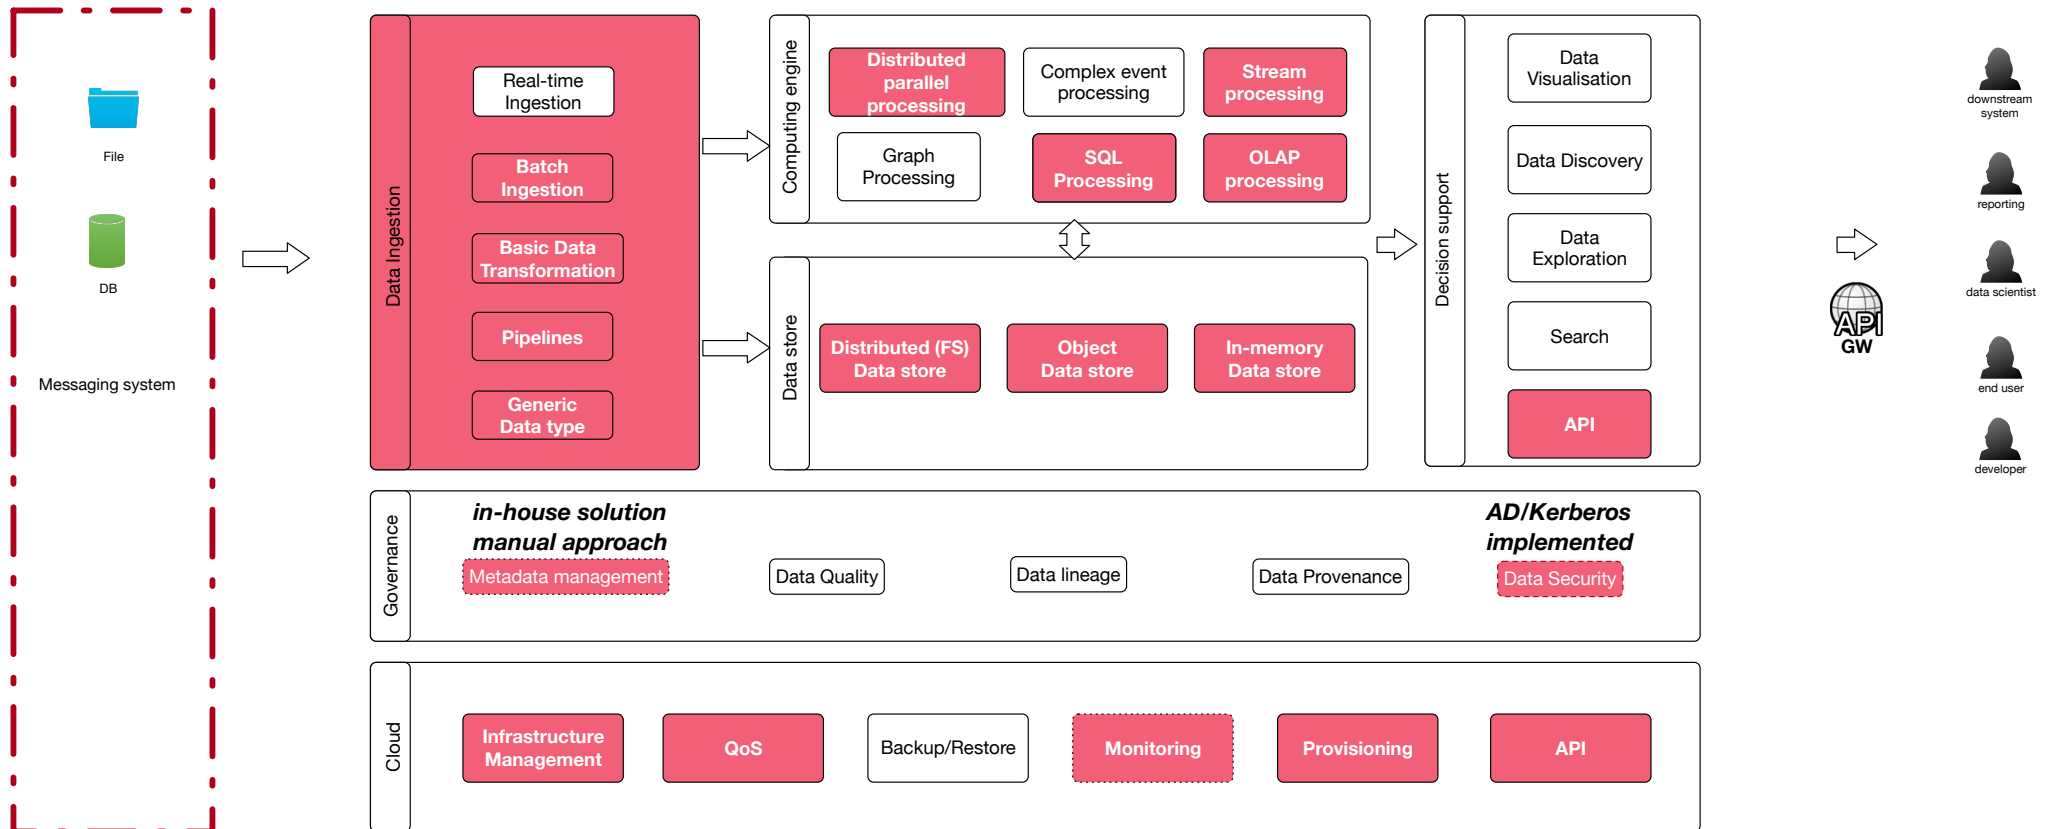 File
DB
Messaging system
Data Ingestion
Real-time
Ingestion
Batch
Ingestion
Basic Data
Transformation
Pipelines
Generic
Data type
Computing engine
Distributed
parallel
processing
Complex event
processing
Stream
processing
Graph
Processing
SQL
Processing
OLAP
processing
Data store
Distributed (FS)
Data store
Object
Data store
In-memory
Data store
Decision support
Data
Visualisation
Data Discovery
Data
Exploration
Search
API
API
GW
downstream
system
reporting
data scientist
end user
developer
Governance
in-house solution
manual approach
Metadata management
Data Quality
Data lineage
Data Provenance
AD/Kerberos
implemented
Data Security
Cloud
Infrastructure
Management
QoS
Backup/Restore
Monitoring
Provisioning
API